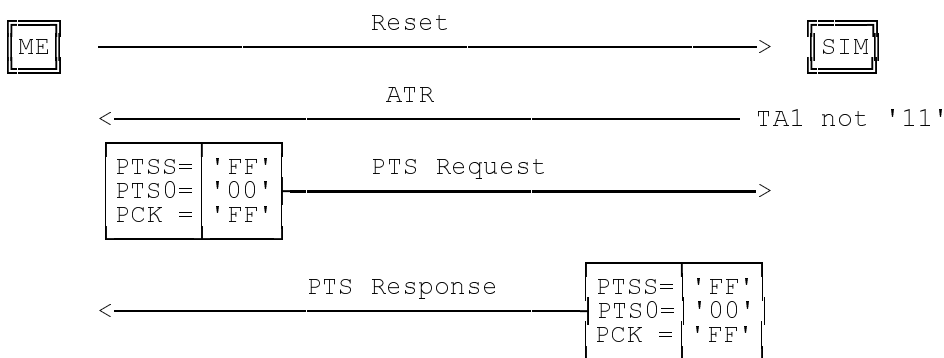 Reset
ME SIM
ATR
TA1 not '11'
PTSS= 'FF' PTS Request
PTS0= '00'
PCK = 'FF'
PTS Response PTSS= 'FF'
PTS0= '00'
PCK = 'FF'